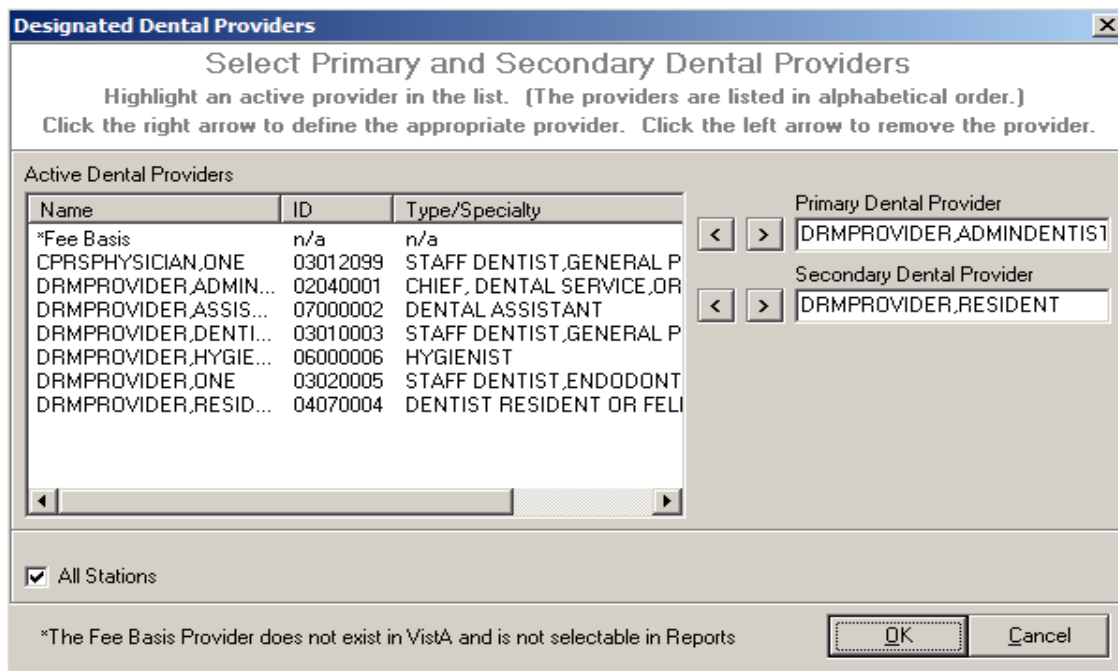 Designated Dental Providers
Select Primary and Secondary Dental Providers
Highlight an active provider in the list. (The providers are listed in alphabetical order.)
Click the right arrow to define the appropriate provider. Click the left arrow to remove the provider.
Active Dental Providers
Name ID Type/Specialty
*Fee Basis n/a n/a
CPRSPHYSICIAN,ONE 03012099 STAFF DENTIST,GENERAL P
DRMPROVIDER,ADMIN... 02040001 CHIEF, DENTAL SERVICE,OR
DRMPROVIDER,ASSIS... 07000002 DENTAL ASSISTANT
DRMPROVIDER,DENTI... 03010003 STAFF DENTIST,GENERAL P
DRMPROVIDER,HYGIE... 06000006 HYGIENIST
DRMPROVIDER,ONE 03020005 STAFF DENTIST,ENDODONT
DRMPROVIDER,RESID... 04070004 DENTIST RESIDENT OR FELL
Primary Dental Provider
< > DRMPROVIDER,ADMINDENTIST
Secondary Dental Provider
< > DRMPROVIDER,RESIDENT
All Stations
*The Fee Basis Provider does not exist in VistA and is not selectable in Reports
OK Cancel